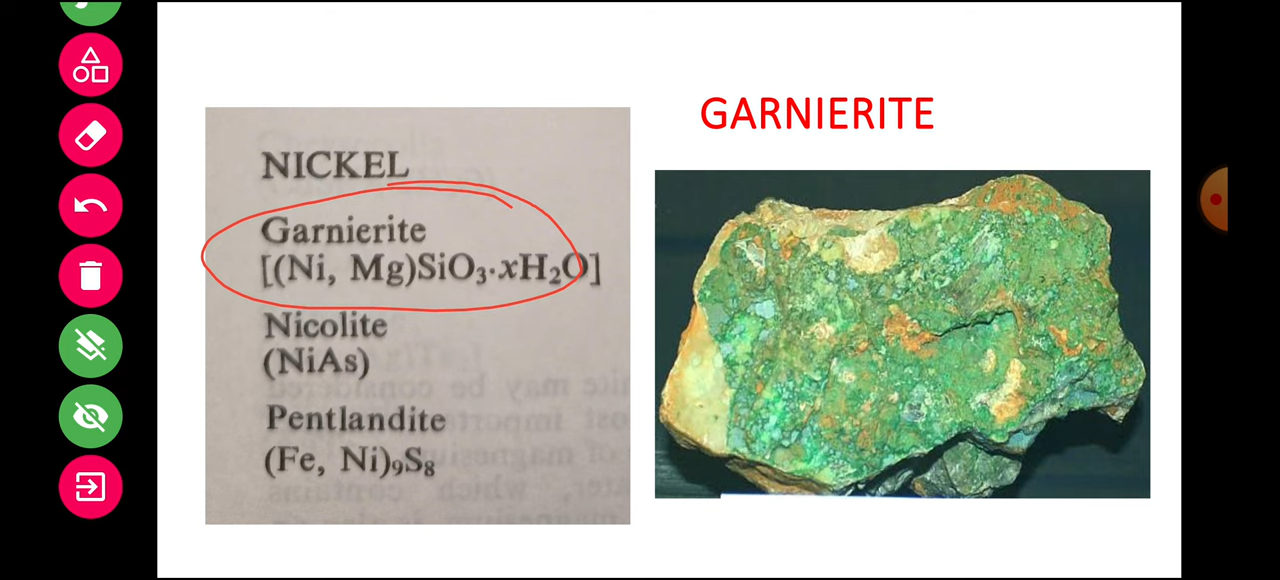 GARNIERITE
NICKEL
Garnierite
[(Ni, Mg)SiO₃·xH₂O]
Nicolite
(NiAs)
Pentlandite
(Fe, Ni)₉S₈